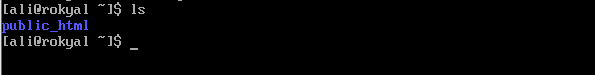 [ali@rokyal ~]$ ls
public_html
[ali@rokyal ~]$ _